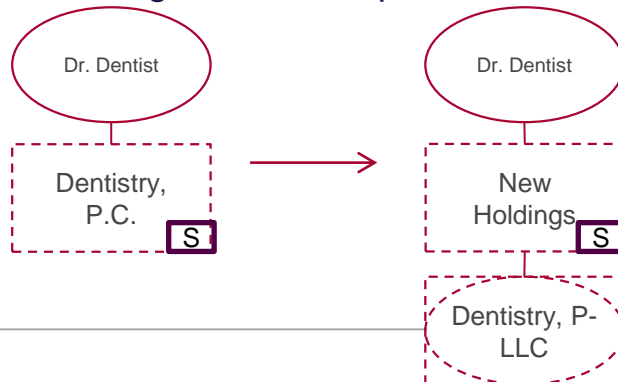 Dr. Dentist
Dentistry,
P.C.
S
Dr. Dentist
New
Holdings
S
Dentistry, P-
LLC